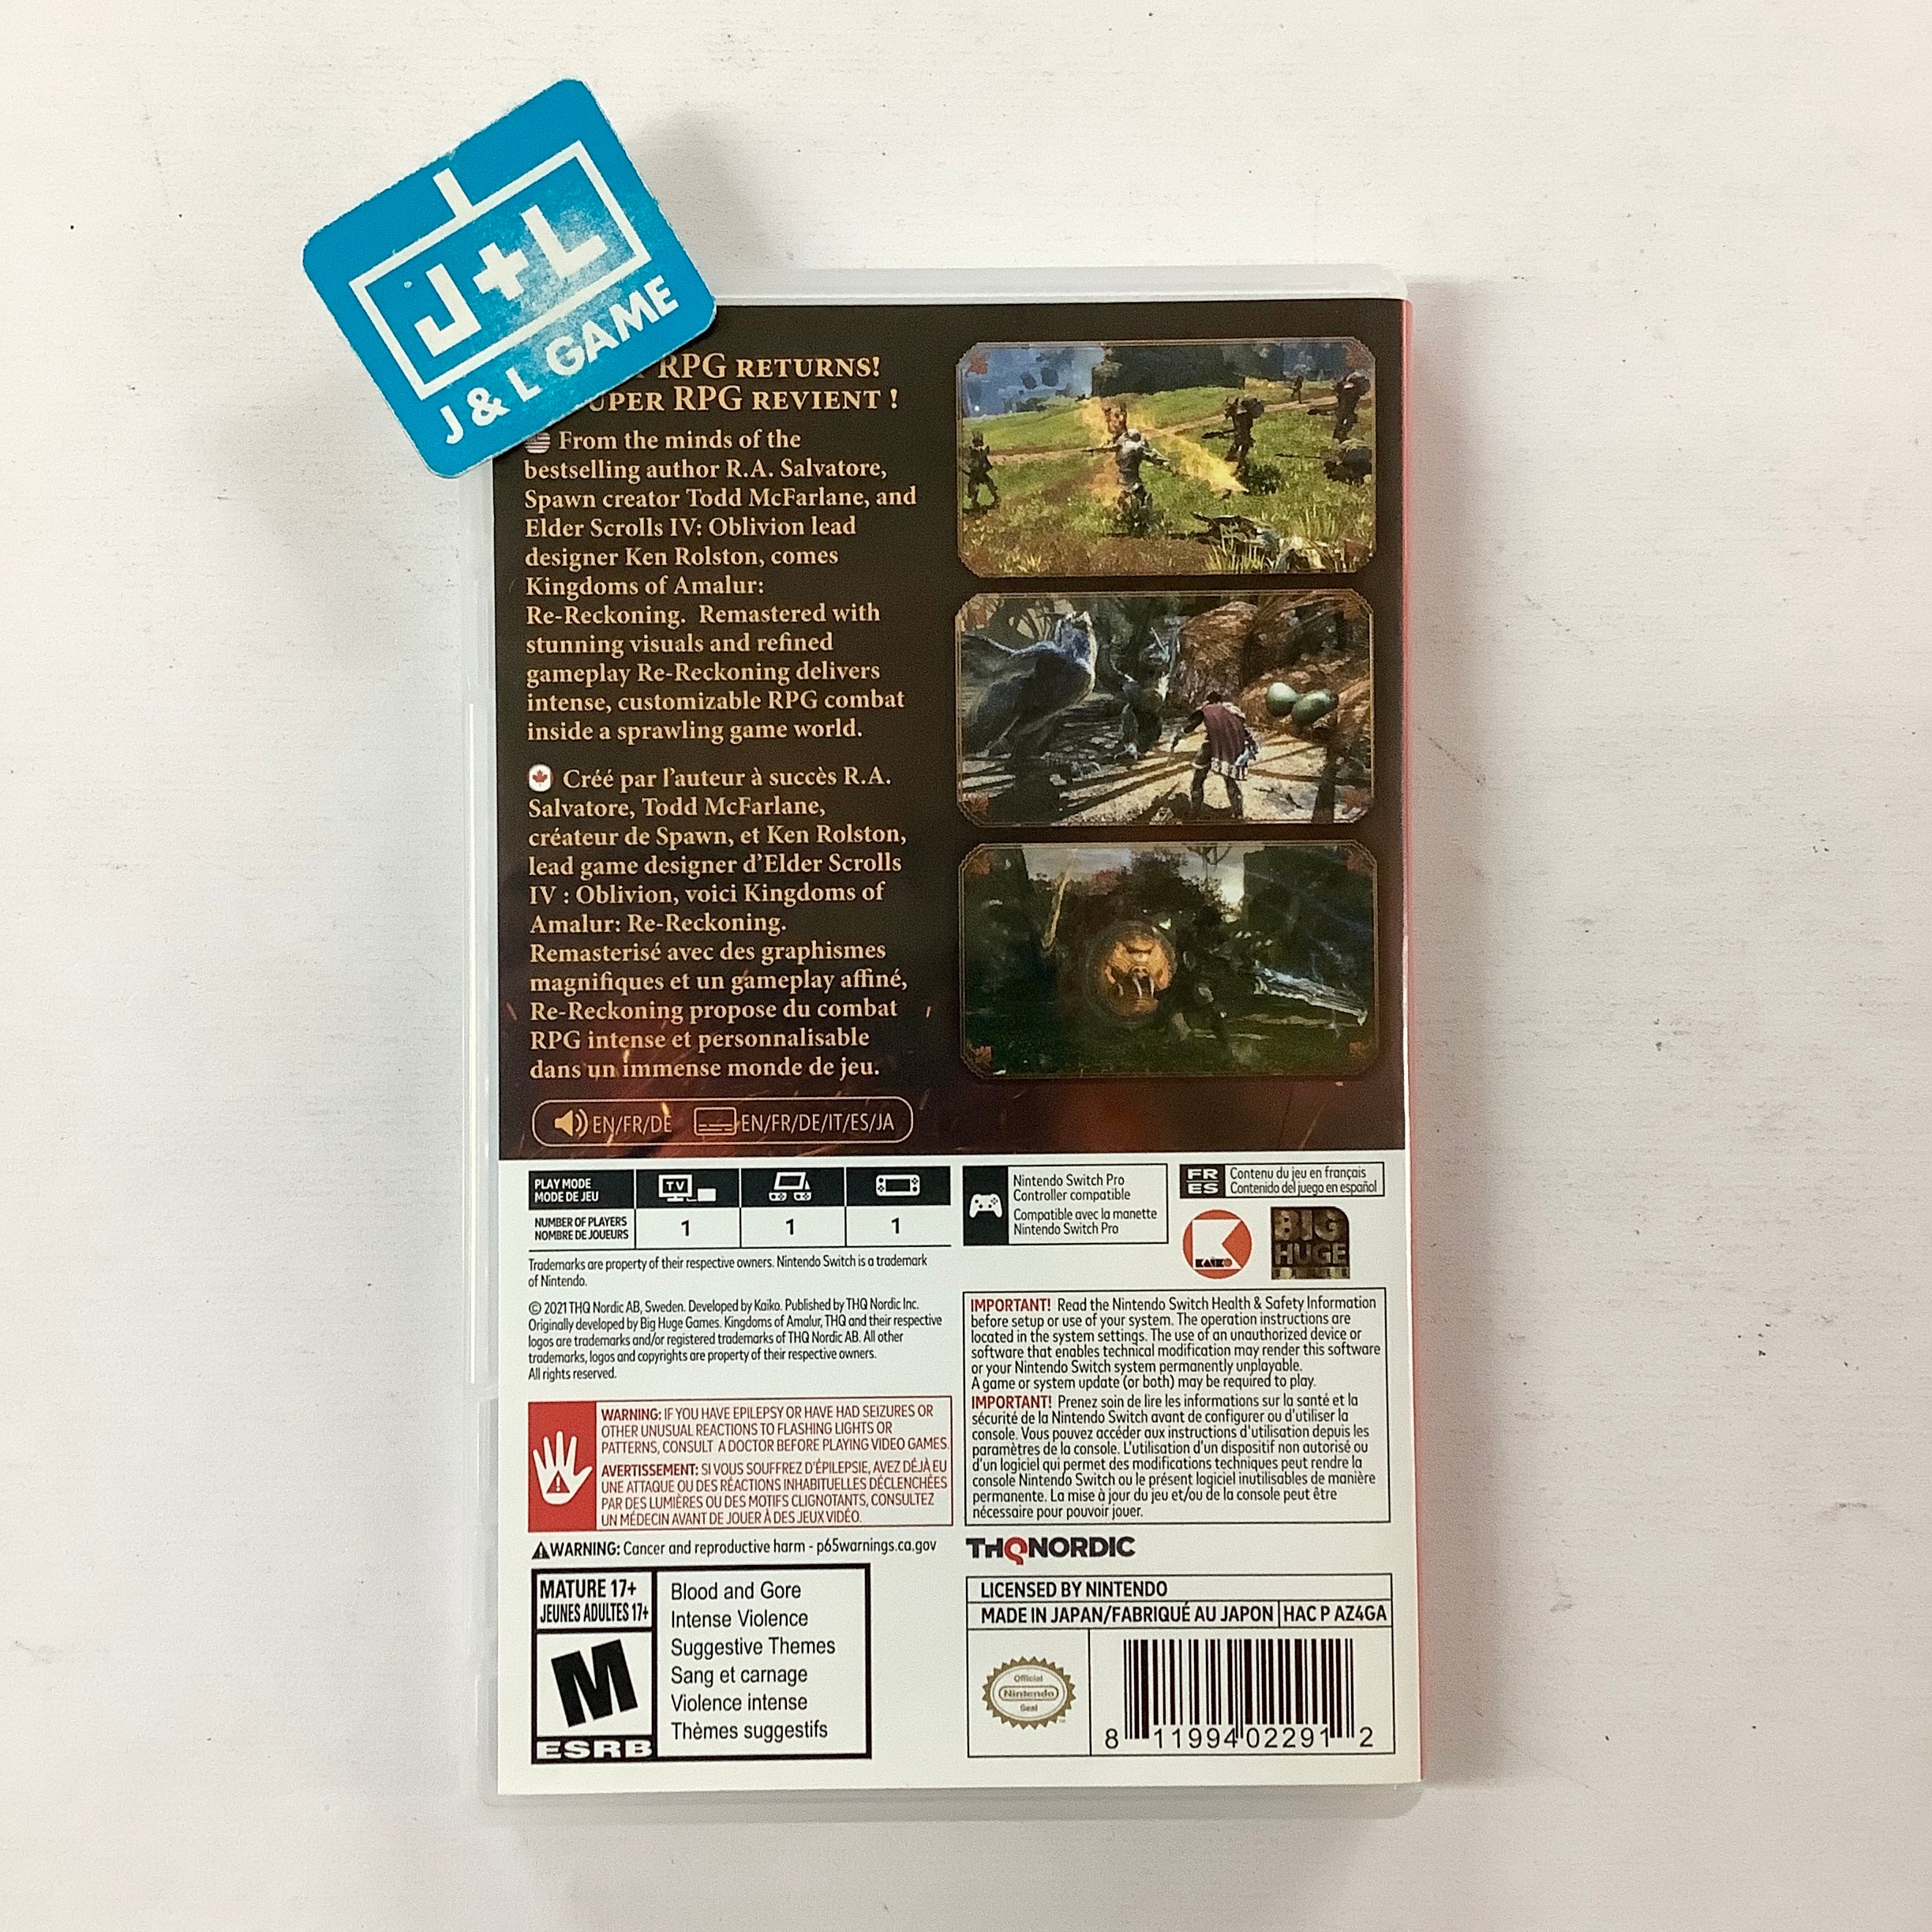 J+L
J & L GAME
RPG RETURNS!
UPER RPG REVIENT !
From the minds of the
bestselling author R.A. Salvatore,
Spawn creator Todd McFarlane, and
Elder Scrolls IV: Oblivion lead
designer Ken Rolston, comes
Kingdoms of Amalur:
Re-Reckoning. Remastered with
stunning visuals and refined
gameplay Re-Reckoning delivers
intense, customizable RPG combat
inside a sprawling game world.
Créé par l'auteur à succès R.A.
Salvatore, Todd McFarlane,
créateur de Spawn, et Ken Rolston,
lead game designer d'Elder Scrolls
IV : Oblivion, voici Kingdoms of
Amalur: Re-Reckoning.
Remasterisé avec des graphismes
magnifiques et un gameplay affiné,
Re-Reckoning propose du combat
RPG intense et personnalisable
dans un immense monde de jeu.
EN/FR/DE EN/FR/DE/IT/ES/JA
PLAY MODE
MODE DE JEU
TV
NUMBER OF PLAYERS
NOMBRE DE JOUEURS
1 1 1
Nintendo Switch Pro
Controller compatible
Compatible avec la manette
Nintendo Switch Pro
FR Contenu du jeu en français
ES Contenido del juego en español
KAIKO
BIG
HUGE
Trademarks are property of their respective owners. Nintendo Switch is a trademark
of Nintendo.
© 2021 THQ Nordic AB, Sweden. Developed by Kaiko. Published by THQ Nordic Inc.
Originally developed by Big Huge Games. Kingdoms of Amalur, THQ and their respective
logos are trademarks and/or registered trademarks of THQ Nordic AB. All other
trademarks, logos and copyrights are property of their respective owners.
All rights reserved.
WARNING: IF YOU HAVE EPILEPSY OR HAVE HAD SEIZURES OR
OTHER UNUSUAL REACTIONS TO FLASHING LIGHTS OR
PATTERNS, CONSULT A DOCTOR BEFORE PLAYING VIDEO GAMES.
AVERTISSEMENT: SI VOUS SOUFFREZ D'ÉPILEPSIE, AVEZ DÉJÀ EU
UNE ATTAQUE OU DES RÉACTIONS INHABITUELLES DÉCLENCHÉES
PAR DES LUMIÈRES OU DES MOTIFS CLIGNOTANTS, CONSULTEZ
UN MÉDECIN AVANT DE JOUER À DES JEUX VIDÉO.
WARNING: Cancer and reproductive harm - p65warnings.ca.gov
IMPORTANT! Read the Nintendo Switch Health & Safety Information
before setup or use of your system. The operation instructions are
located in the system settings. The use of an unauthorized device or
software that enables technical modification may render this software
or your Nintendo Switch system permanently unplayable.
A game or system update (or both) may be required to play.
IMPORTANT! Prenez soin de lire les informations sur la santé et la
sécurité de la Nintendo Switch avant de configurer ou d'utiliser la
console. Vous pouvez accéder aux instructions d'utilisation depuis les
paramètres de la console. L'utilisation d'un dispositif non autorisé ou
d'un logiciel qui permet des modifications techniques peut rendre la
console Nintendo Switch ou le présent logiciel inutilisables de manière
permanente. La mise à jour du jeu et/ou de la console peut être
nécessaire pour pouvoir jouer.
THQNORDIC
MATURE 17+
JEUNES ADULTES 17+
M
ESRB
Blood and Gore
Intense Violence
Suggestive Themes
Sang et carnage
Violence intense
Thèmes suggestifs
LICENSED BY NINTENDO
MADE IN JAPAN/FABRIQUÉ AU JAPON HAC P AZ4GA
Official
Nintendo
Seal
8 11994 02291 2